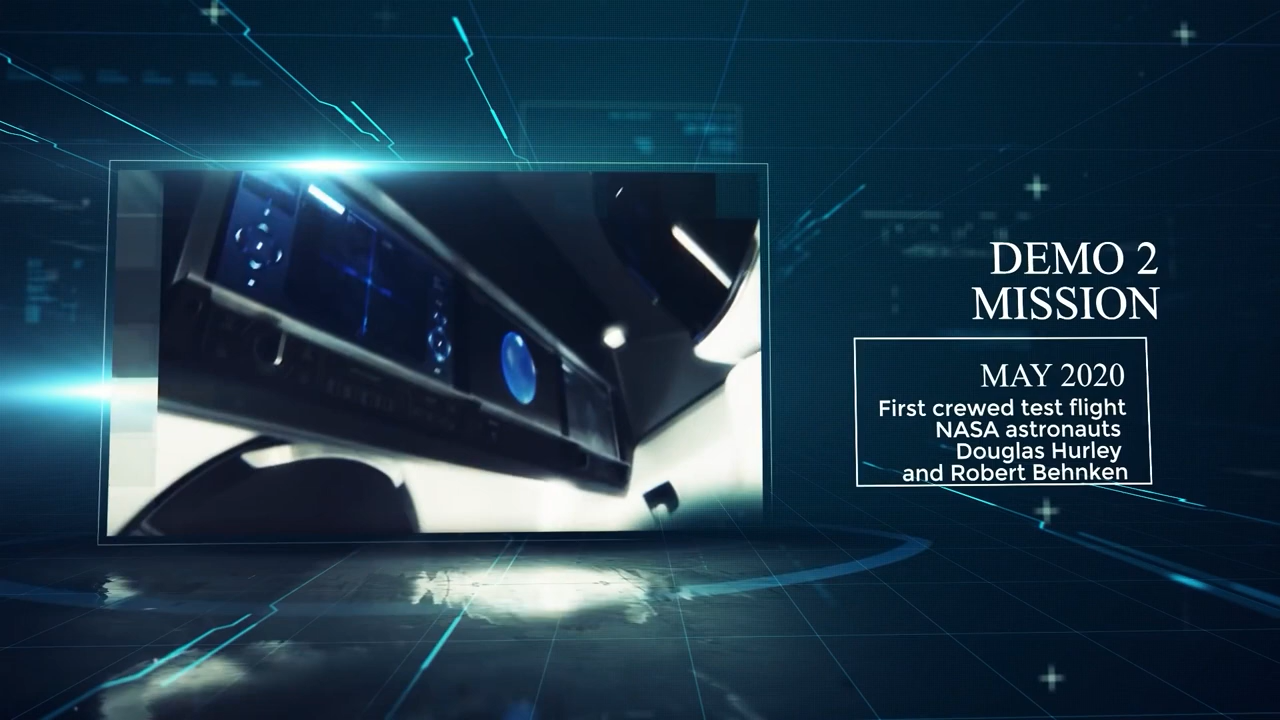 DEMO 2
MISSION
MAY 2020
First crewed test flight
NASA astronauts
Douglas Hurley
and Robert Behnken